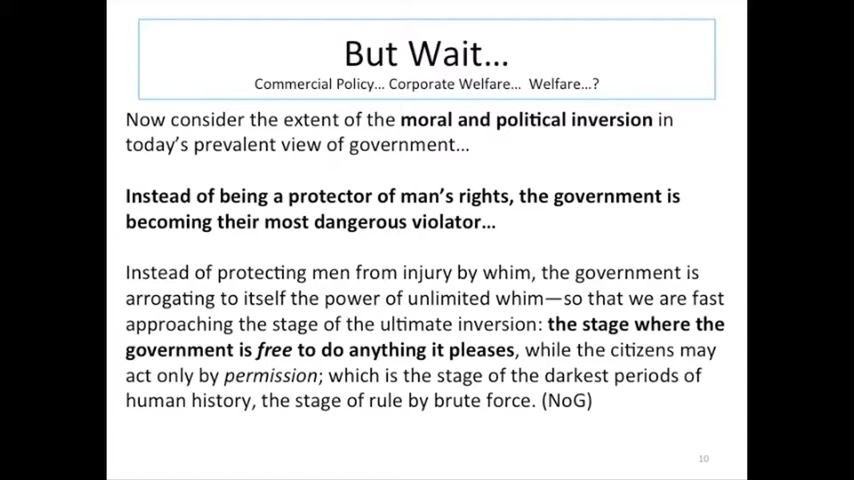 But Wait…
Commercial Policy… Corporate Welfare… Welfare…?
Now consider the extent of the moral and political inversion in
today’s prevalent view of government…
Instead of being a protector of man’s rights, the government is
becoming their most dangerous violator…
Instead of protecting men from injury by whim, the government is
arrogating to itself the power of unlimited whim—so that we are fast
approaching the stage of the ultimate inversion: the stage where the
government is free to do anything it pleases, while the citizens may
act only by permission; which is the stage of the darkest periods of
human history, the stage of rule by brute force. (NoG)
10